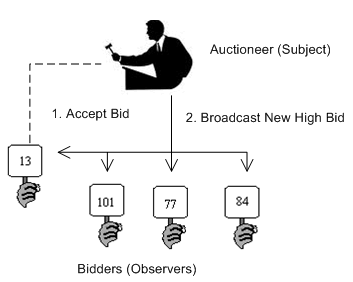 Auctioneer (Subject)
1. Accept Bid
2. Broadcast New High Bid
13
101
77
84
Bidders (Observers)